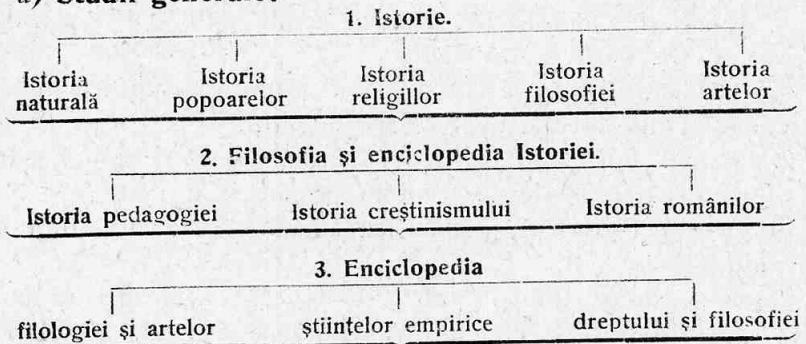 a) Studii generale.
1. Istorie.
Istoria Istoria Istoria Istoria Istoria
naturală popoarelor religillor filosofiei artelor
2. Filosofia și enciclopedia Istoriei.
Istoria pedagogiei Istoria creștinismului Istoria românilor
3. Enciclopedia
filologiei și artelor științelor empirice dreptului și filosofiei